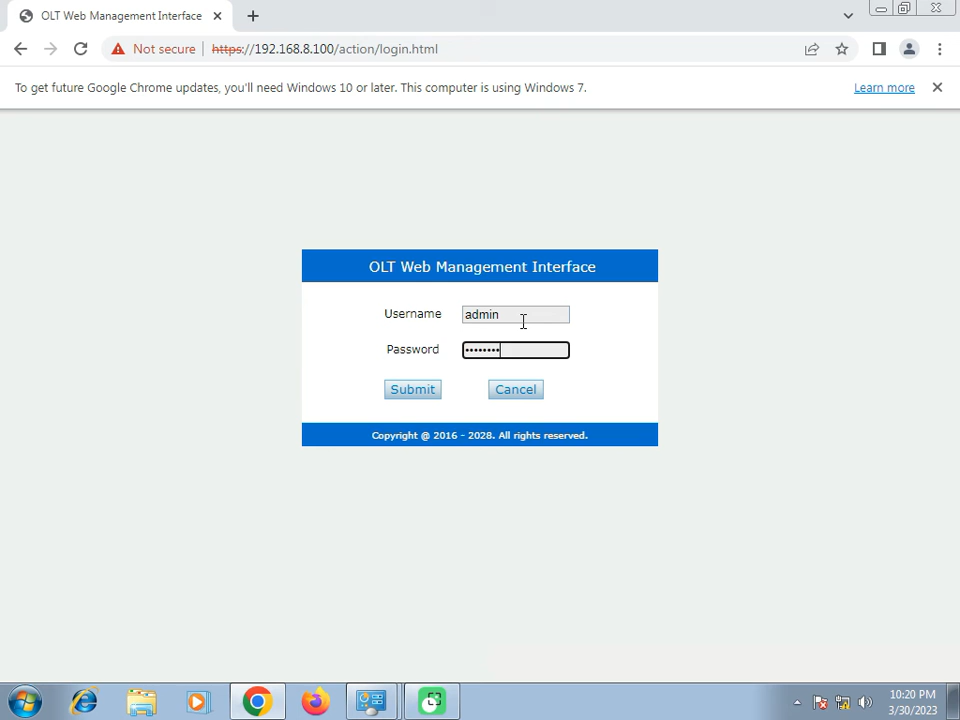 OLT Web Management Interface
Not secure
https://192.168.8.100/action/login.html
To get future Google Chrome updates, you'll need Windows 10 or later. This computer is using Windows 7.
Learn more
OLT Web Management Interface
Username
admin
Password
••••••••
Submit
Cancel
Copyright @ 2016 - 2028. All rights reserved.
10:20 PM
3/30/2023